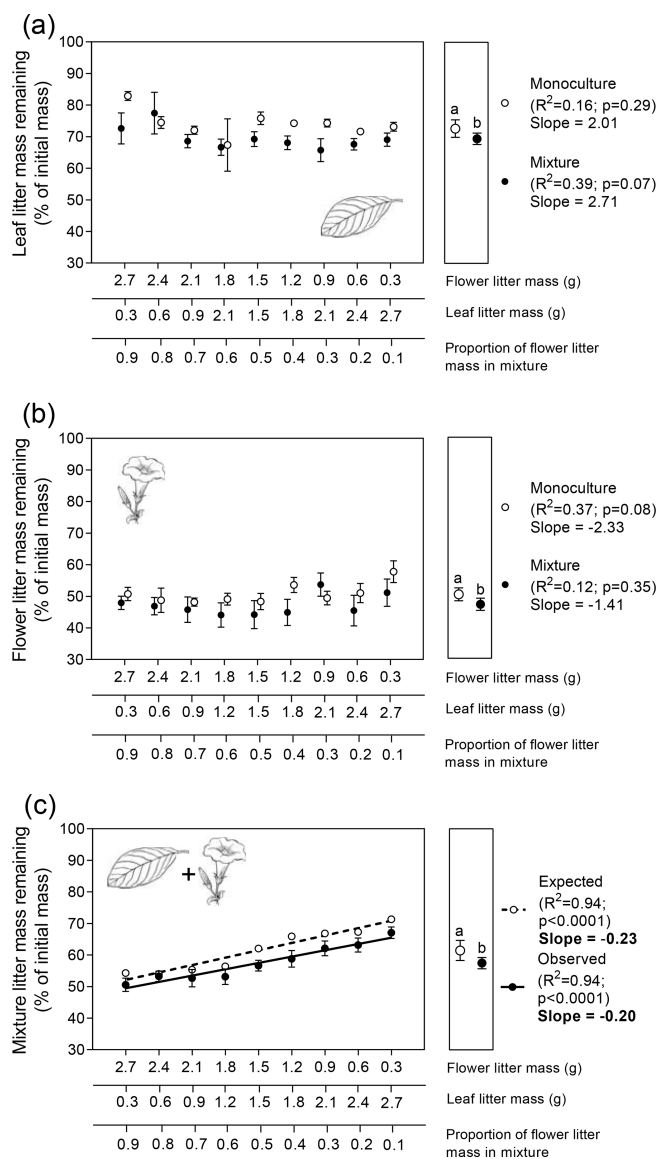 (a)
Leaf litter mass remaining
(% of initial mass)
100
90
80
70
60
50
40
30
a
b
Monoculture
(R²=0.16; p=0.29)
Slope = 2.01
Mixture
(R²=0.39; p=0.07)
Slope = 2.71
2.7 2.4 2.1 1.8 1.5 1.2 0.9 0.6 0.3 Flower litter mass (g)
0.3 0.6 0.9 2.1 1.5 1.8 2.1 2.4 2.7 Leaf litter mass (g)
0.9 0.8 0.7 0.6 0.5 0.4 0.3 0.2 0.1 Proportion of flower litter
mass in mixture
(b)
Flower litter mass remaining
(% of initial mass)
100
90
80
70
60
50
40
30
a
b
Monoculture
(R²=0.37; p=0.08)
Slope = -2.33
Mixture
(R²=0.12; p=0.35)
Slope = -1.41
2.7 2.4 2.1 1.8 1.5 1.2 0.9 0.6 0.3 Flower litter mass (g)
0.3 0.6 0.9 1.2 1.5 1.8 2.1 2.4 2.7 Leaf litter mass (g)
0.9 0.8 0.7 0.6 0.5 0.4 0.3 0.2 0.1 Proportion of flower litter
mass in mixture
(c)
Mixture litter mass remaining
(% of initial mass)
100
90
80
70
60
50
40
30
+
a
b
Expected
(R²=0.94;
p<0.0001)
Slope = -0.23
Observed
(R²=0.94;
p<0.0001)
Slope = -0.20
2.7 2.4 2.1 1.8 1.5 1.2 0.9 0.6 0.3 Flower litter mass (g)
0.3 0.6 0.9 1.2 1.5 1.8 2.1 2.4 2.7 Leaf litter mass (g)
0.9 0.8 0.7 0.6 0.5 0.4 0.3 0.2 0.1 Proportion of flower litter
mass in mixture